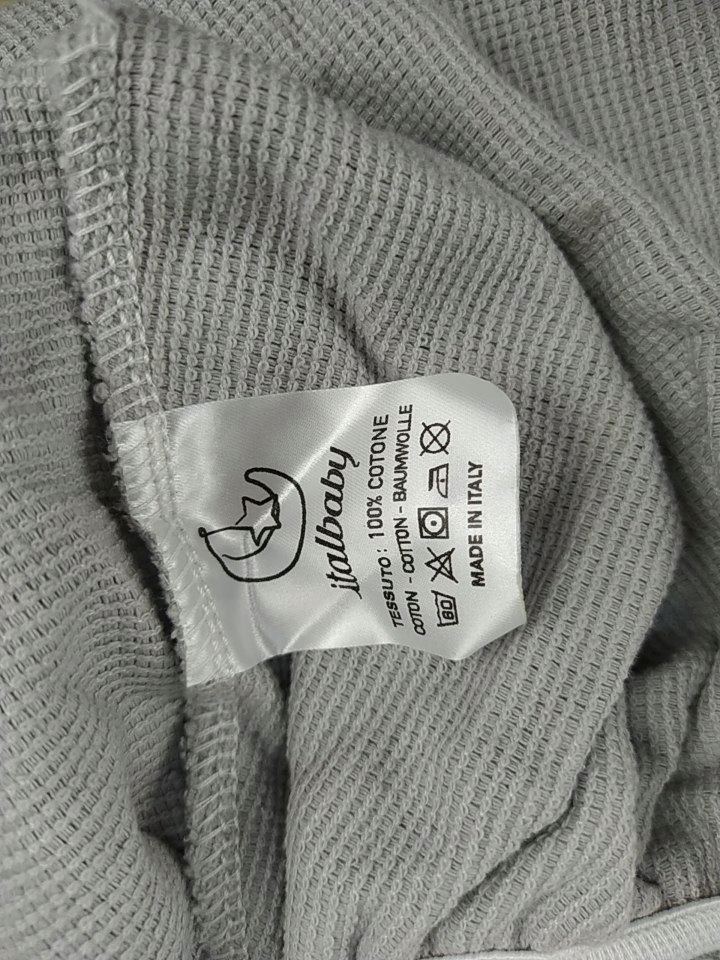 italbaby
TESSUTO: 100% COTONE
COTON - COTTON - BAUMWOLLE
60
MADE IN ITALY